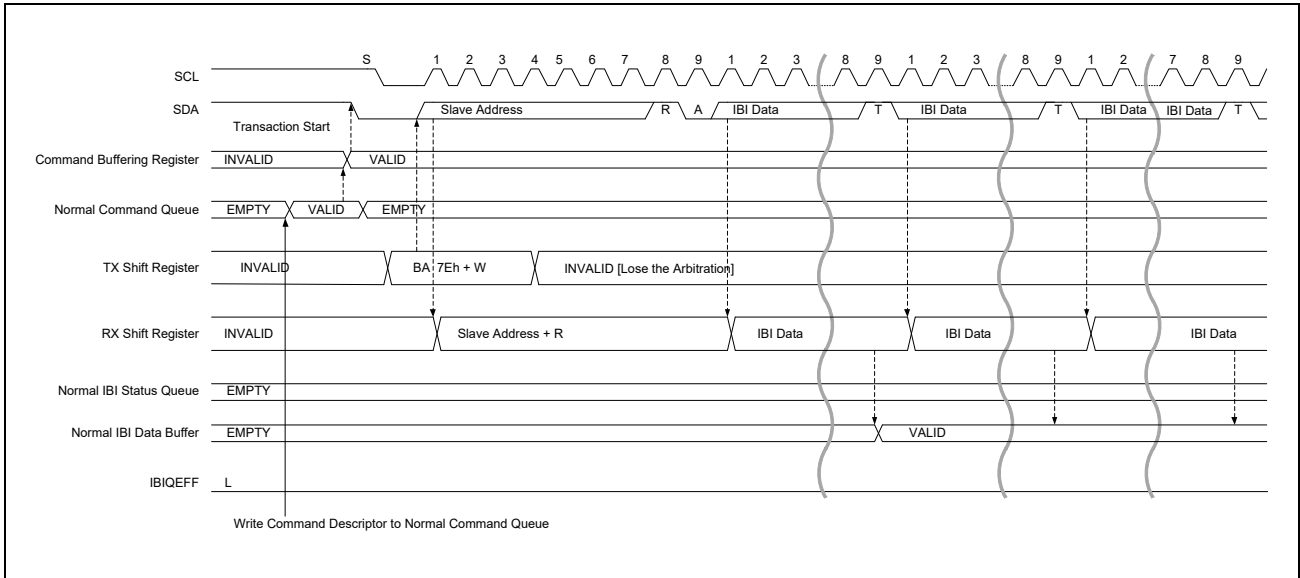 S 1 2 3 4 5 6 7 8 9 1 2 3 8 9 1 2 3 8 9 1 2 7 8 9
SCL
SDA Slave Address R A IBI Data T IBI Data T IBI Data IBI Data T
Transaction Start
Command Buffering Register INVALID VALID
Normal Command Queue EMPTY VALID EMPTY
TX Shift Register INVALID BA 7Eh + W INVALID [Lose the Arbitration]
RX Shift Register INVALID Slave Address + R IBI Data IBI Data IBI Data
Normal IBI Status Queue EMPTY
Normal IBI Data Buffer EMPTY VALID
IBIQEFF L
Write Command Descriptor to Normal Command Queue